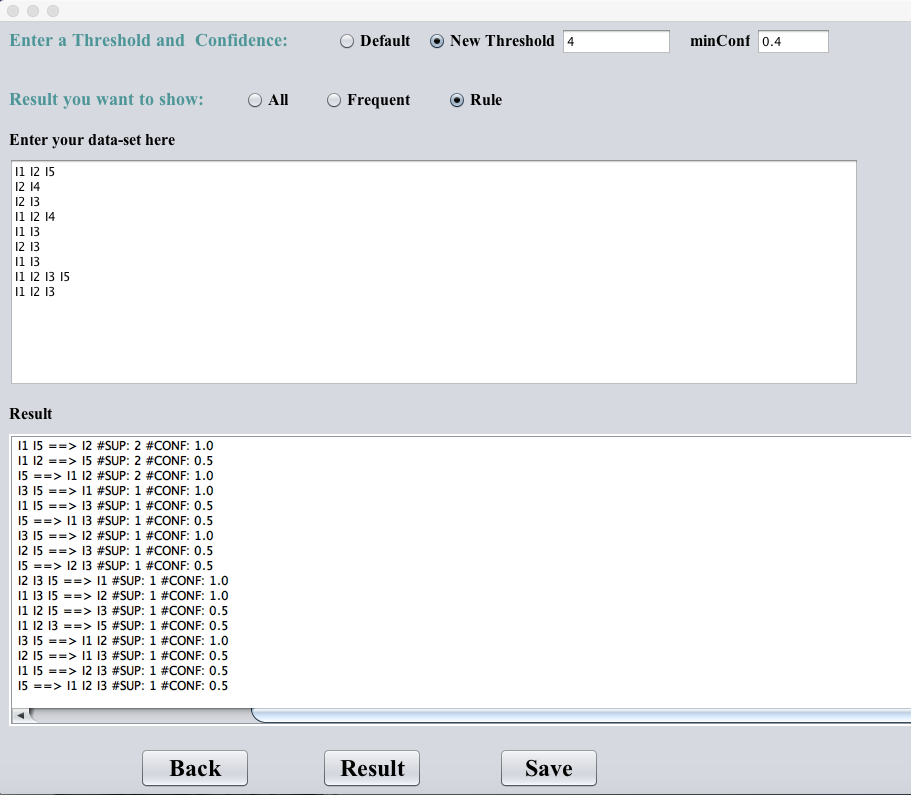 Enter a Threshold and Confidence: Default New Threshold 4 minConf 0.4
Result you want to show: All Frequent Rule
Enter your data-set here
I1 I2 I5
I2 I4
I2 I3
I1 I2 I4
I1 I3
I2 I3
I1 I3
I1 I2 I3 I5
I1 I2 I3
Result
I1 I5 ==> I2 #SUP: 2 #CONF: 1.0
I1 I2 ==> I5 #SUP: 2 #CONF: 0.5
I5 ==> I1 I2 #SUP: 2 #CONF: 1.0
I3 I5 ==> I1 #SUP: 1 #CONF: 1.0
I1 I5 ==> I3 #SUP: 1 #CONF: 0.5
I5 ==> I1 I3 #SUP: 1 #CONF: 0.5
I3 I5 ==> I2 #SUP: 1 #CONF: 1.0
I2 I5 ==> I3 #SUP: 1 #CONF: 0.5
I5 ==> I2 I3 #SUP: 1 #CONF: 0.5
I2 I3 I5 ==> I1 #SUP: 1 #CONF: 1.0
I1 I3 I5 ==> I2 #SUP: 1 #CONF: 1.0
I1 I2 I5 ==> I3 #SUP: 1 #CONF: 0.5
I1 I2 I3 ==> I5 #SUP: 1 #CONF: 0.5
I3 I5 ==> I1 I2 #SUP: 1 #CONF: 1.0
I2 I5 ==> I1 I3 #SUP: 1 #CONF: 0.5
I1 I5 ==> I2 I3 #SUP: 1 #CONF: 0.5
I5 ==> I1 I2 I3 #SUP: 1 #CONF: 0.5
Back Result Save